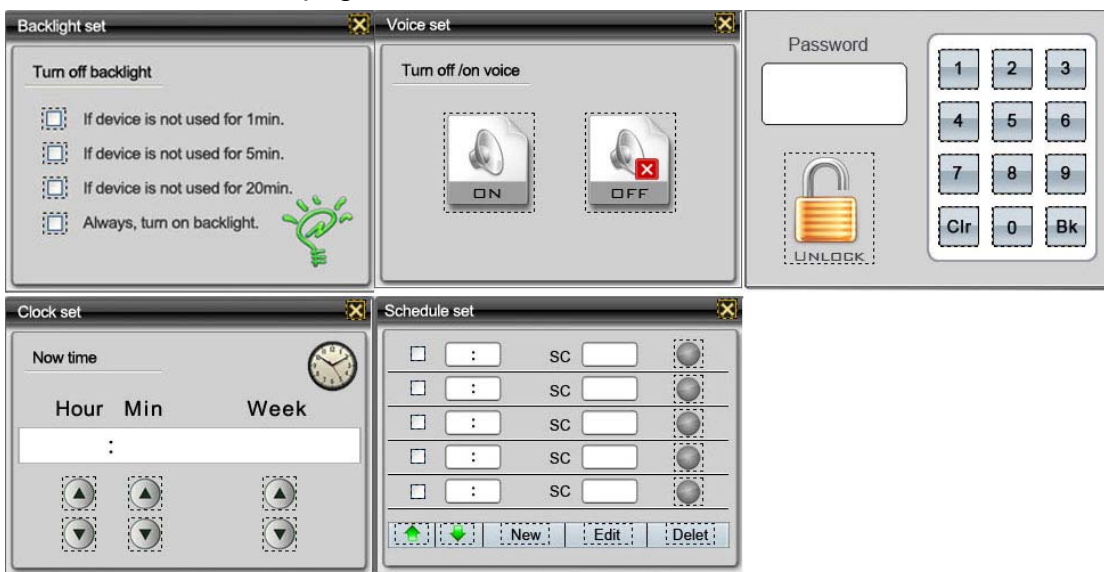 Backlight set
Turn off backlight
If device is not used for 1min.
If device is not used for 5min.
If device is not used for 20min.
Always, turn on backlight.
Voice set
Turn off /on voice
ON
OFF
Password
UNLOCK
1 2 3
4 5 6
7 8 9
Clr 0 Bk
Clock set
Now time
Hour Min Week
:
Schedule set
: SC
: SC
: SC
: SC
: SC
New Edit Delet